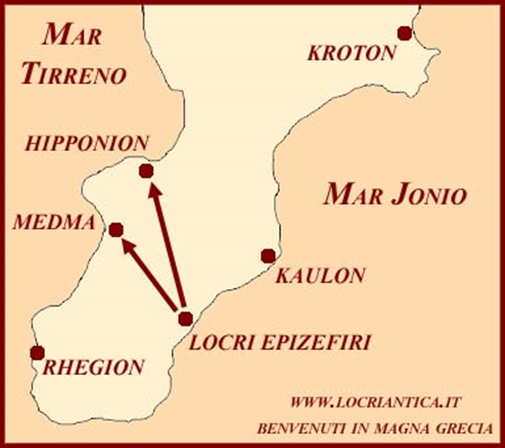 MAR
TIRRENO
KROTON
HIPPONION
MAR JONIO
MEDMA
KAULON
LOCRI EPIZEFIRI
RHEGION
WWW.LOCRIANTICA.IT
BENVENUTI IN MAGNA GRECIA